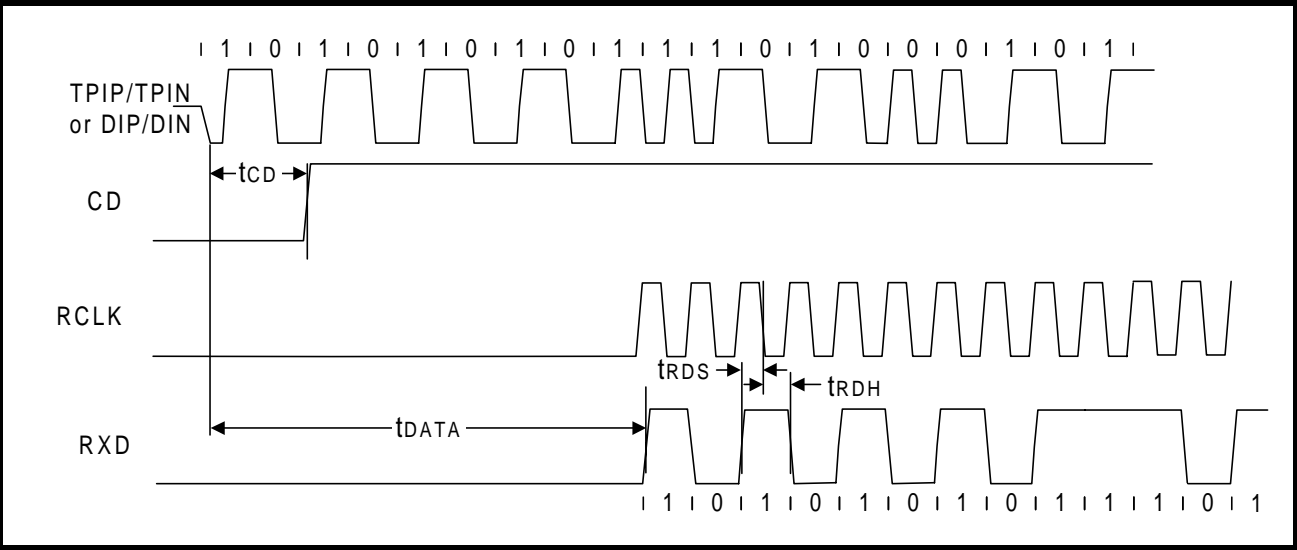 ı 1 ı 0 ı 1 ı 0 ı 1 ı 0 ı 1 ı 0 ı 1 ı 1 ı 1 ı 0 ı 1 ı 0 ı 0 ı 0 ı 1 ı 0 ı 1 ı
TPIP/TPIN
or DIP/DIN
tCD
CD
RCLK
tRDS
tRDH
tDATA
RXD
ı 1 ı 0 ı 1 ı 0 ı 1 ı 0 ı 1 ı 0 ı 1 ı 1 ı 1 ı 0 ı 1